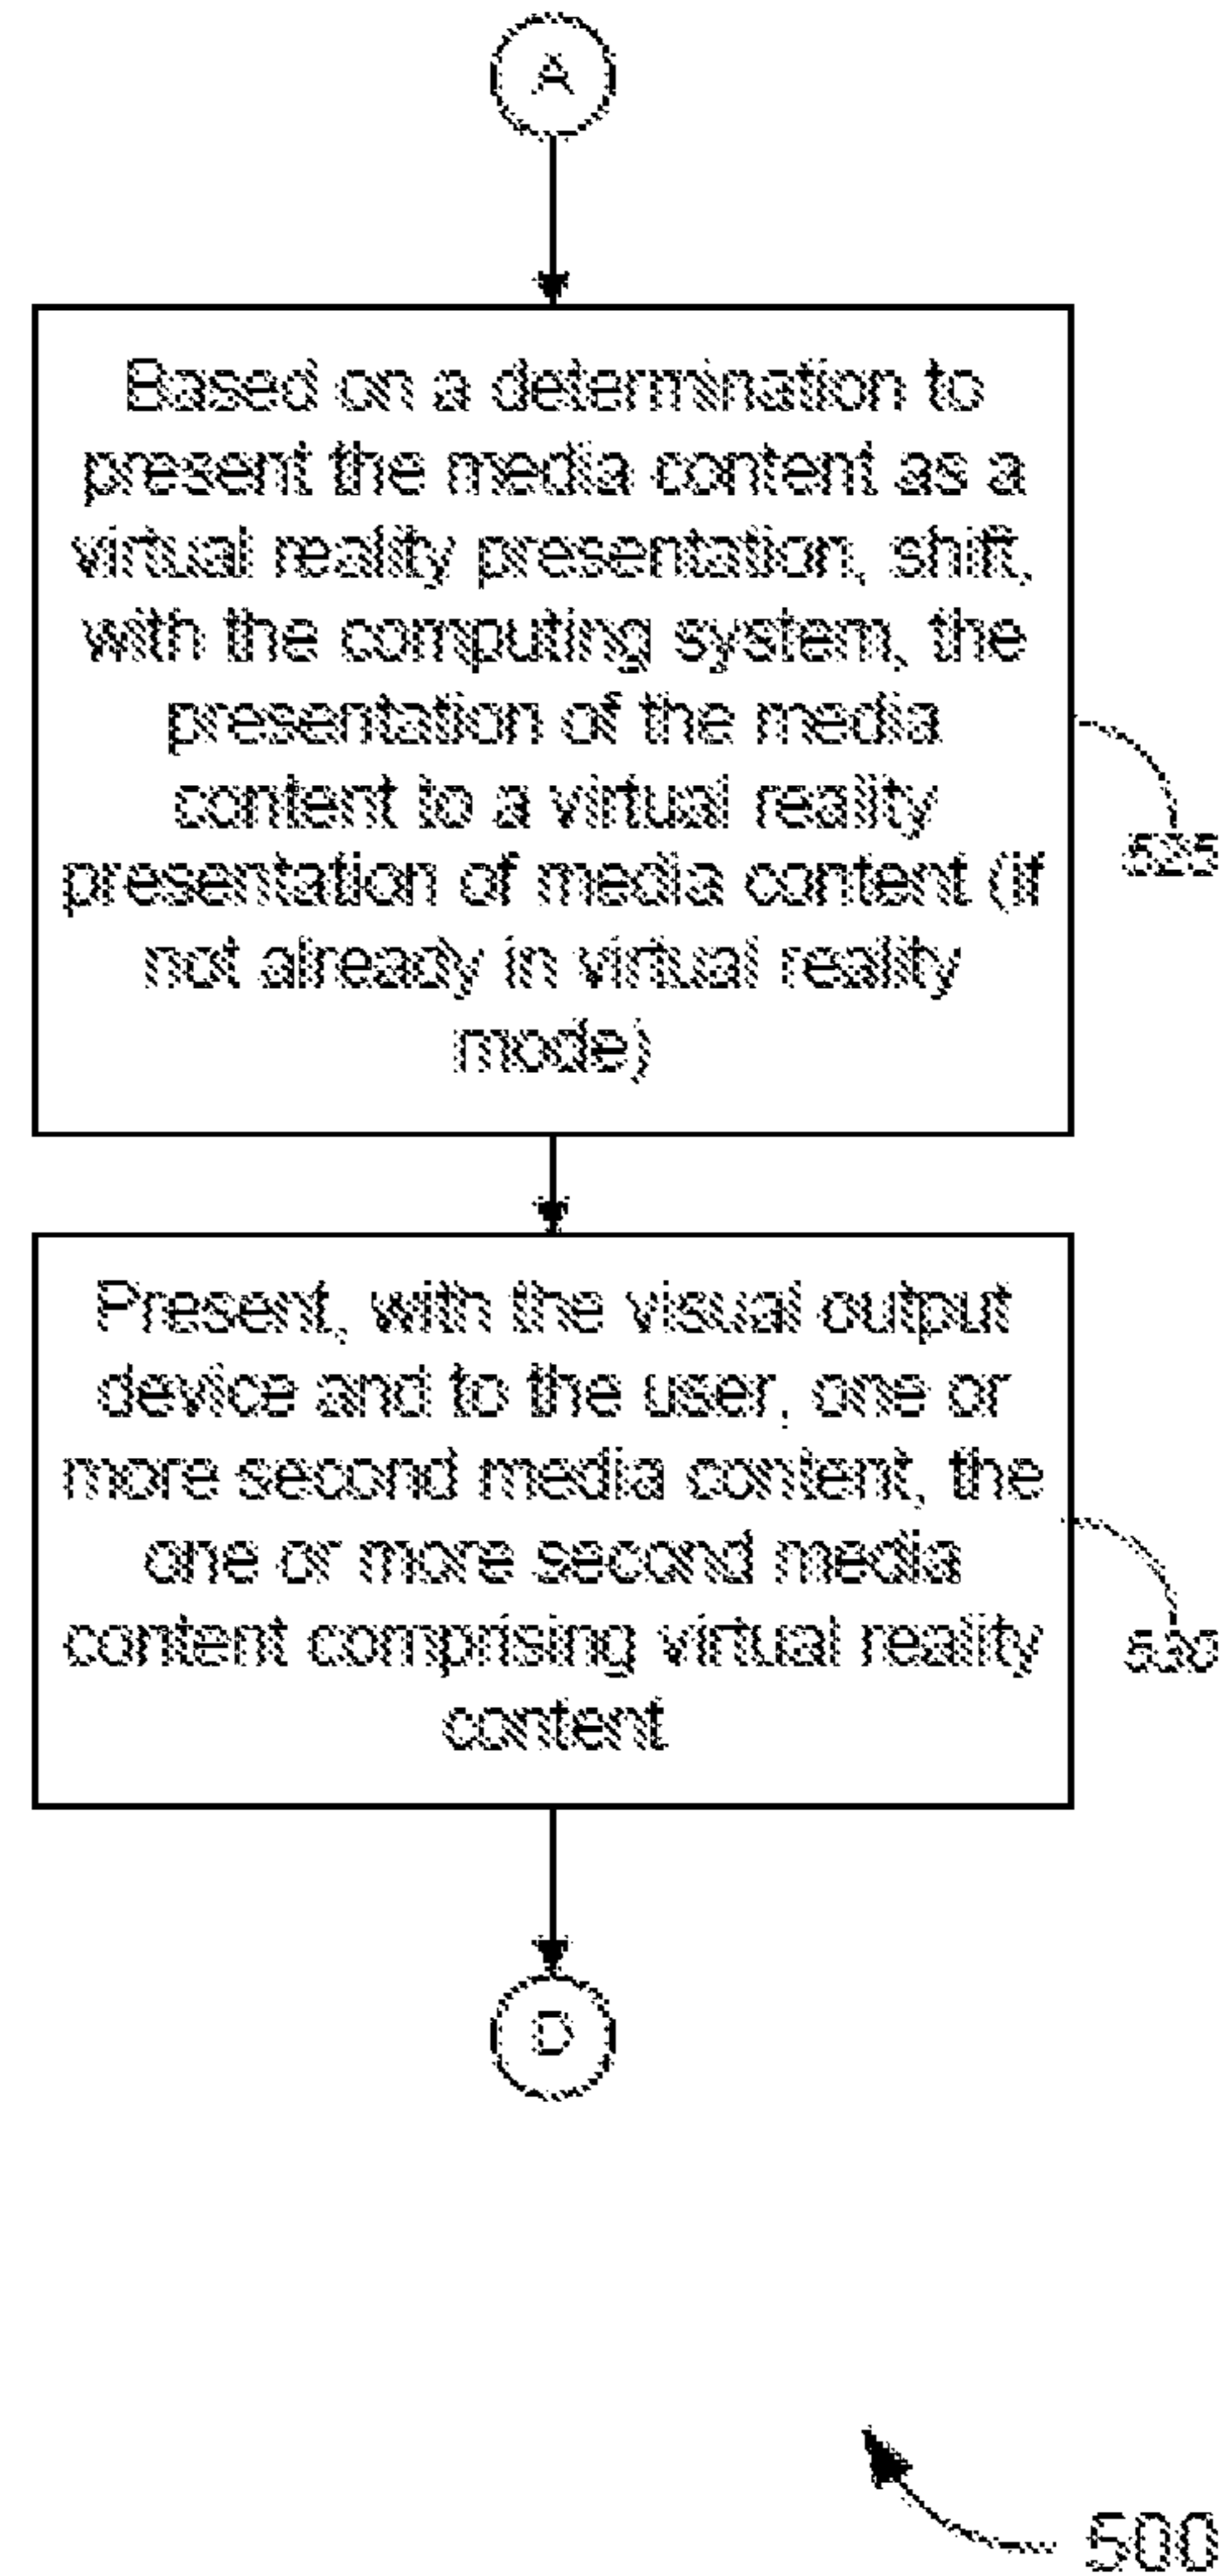 A
Based on a determination to
present the media content as a
virtual reality presentation, shift,
with the computing system, the
presentation of the media
content to a virtual reality
presentation of media content (if
not already in virtual reality
mode)
525
Present, with the visual output
device and to the user, one or
more second media content, the
one or more second media
content comprising virtual reality
content
530
D
500